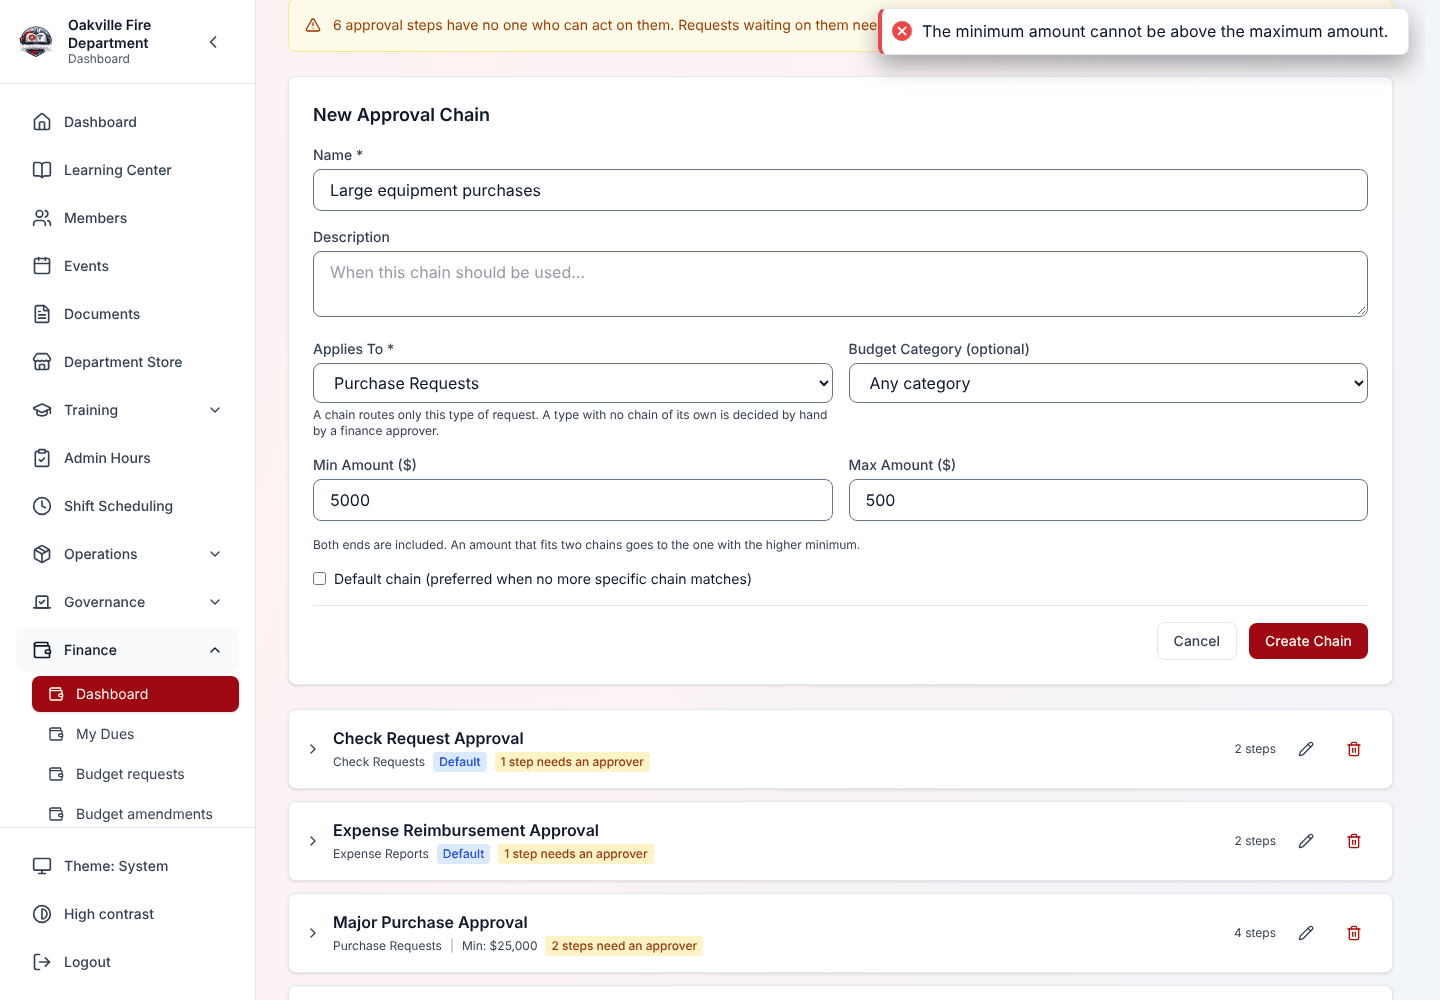 Oakville Fire
Department
Dashboard
Dashboard
Learning Center
Members
Events
Documents
Department Store
Training
Admin Hours
Shift Scheduling
Operations
Governance
Finance
Dashboard
My Dues
Budget requests
Budget amendments
Theme: System
High contrast
Logout
6 approval steps have no one who can act on them. Requests waiting on them nee
The minimum amount cannot be above the maximum amount.
New Approval Chain
Name *
Large equipment purchases
Description
When this chain should be used...
Applies To *
Purchase Requests
A chain routes only this type of request. A type with no chain of its own is decided by hand
by a finance approver.
Budget Category (optional)
Any category
Min Amount ($)
5000
Max Amount ($)
500
Both ends are included. An amount that fits two chains goes to the one with the higher minimum.
Default chain (preferred when no more specific chain matches)
Cancel
Create Chain
Check Request Approval
Check Requests Default 1 step needs an approver
2 steps
Expense Reimbursement Approval
Expense Reports Default 1 step needs an approver
2 steps
Major Purchase Approval
Purchase Requests | Min: $25,000 2 steps need an approver
4 steps